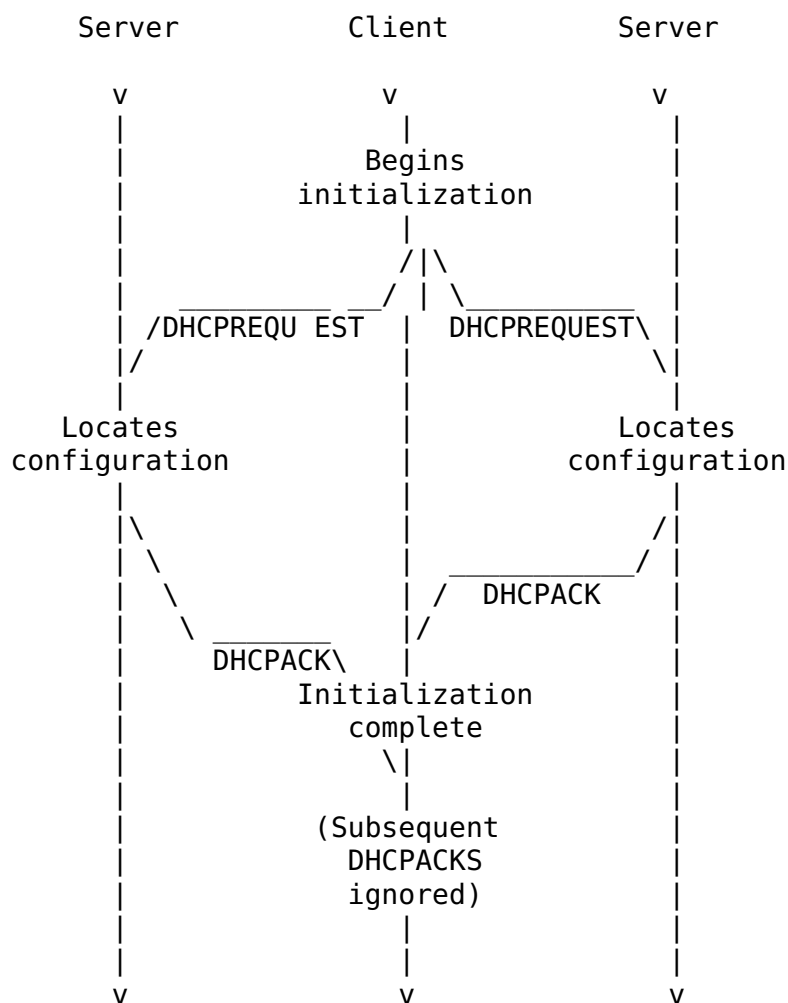 Server Client Server
v v v
Begins
initialization
DHCPREQU EST DHCPREQUEST
Locates Locates
configuration configuration
DHCPACK
DHCPACK
Initialization
complete
(Subsequent
DHCPACKS
ignored)
v v v